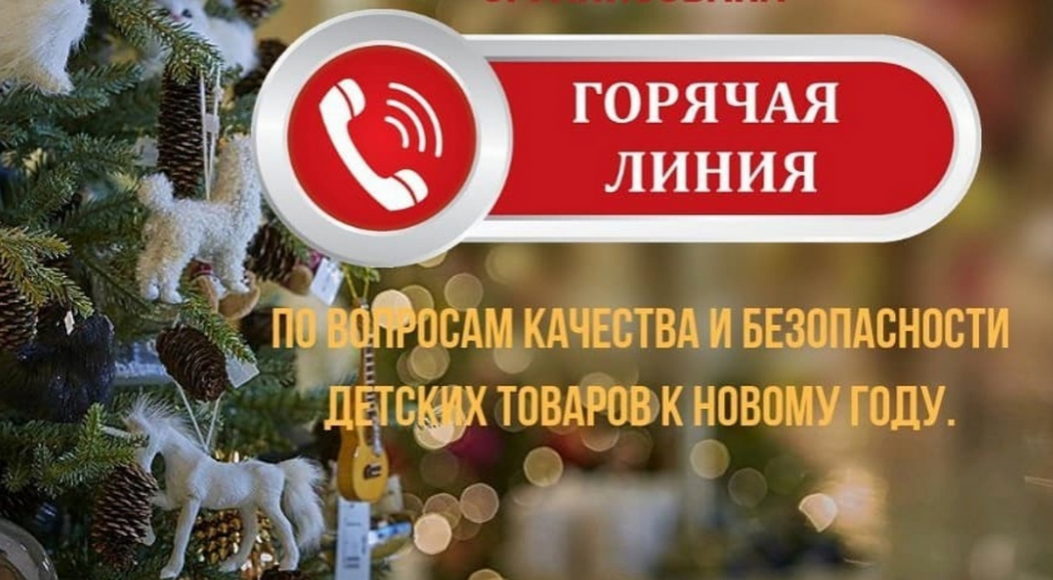 ГОРЯЧАЯ
ЛИНИЯ
ПО ВОПРОСАМ КАЧЕСТВА И БЕЗОПАСНОСТИ
ДЕТСКИХ ТОВАРОВ К НОВОМУ ГОДУ.